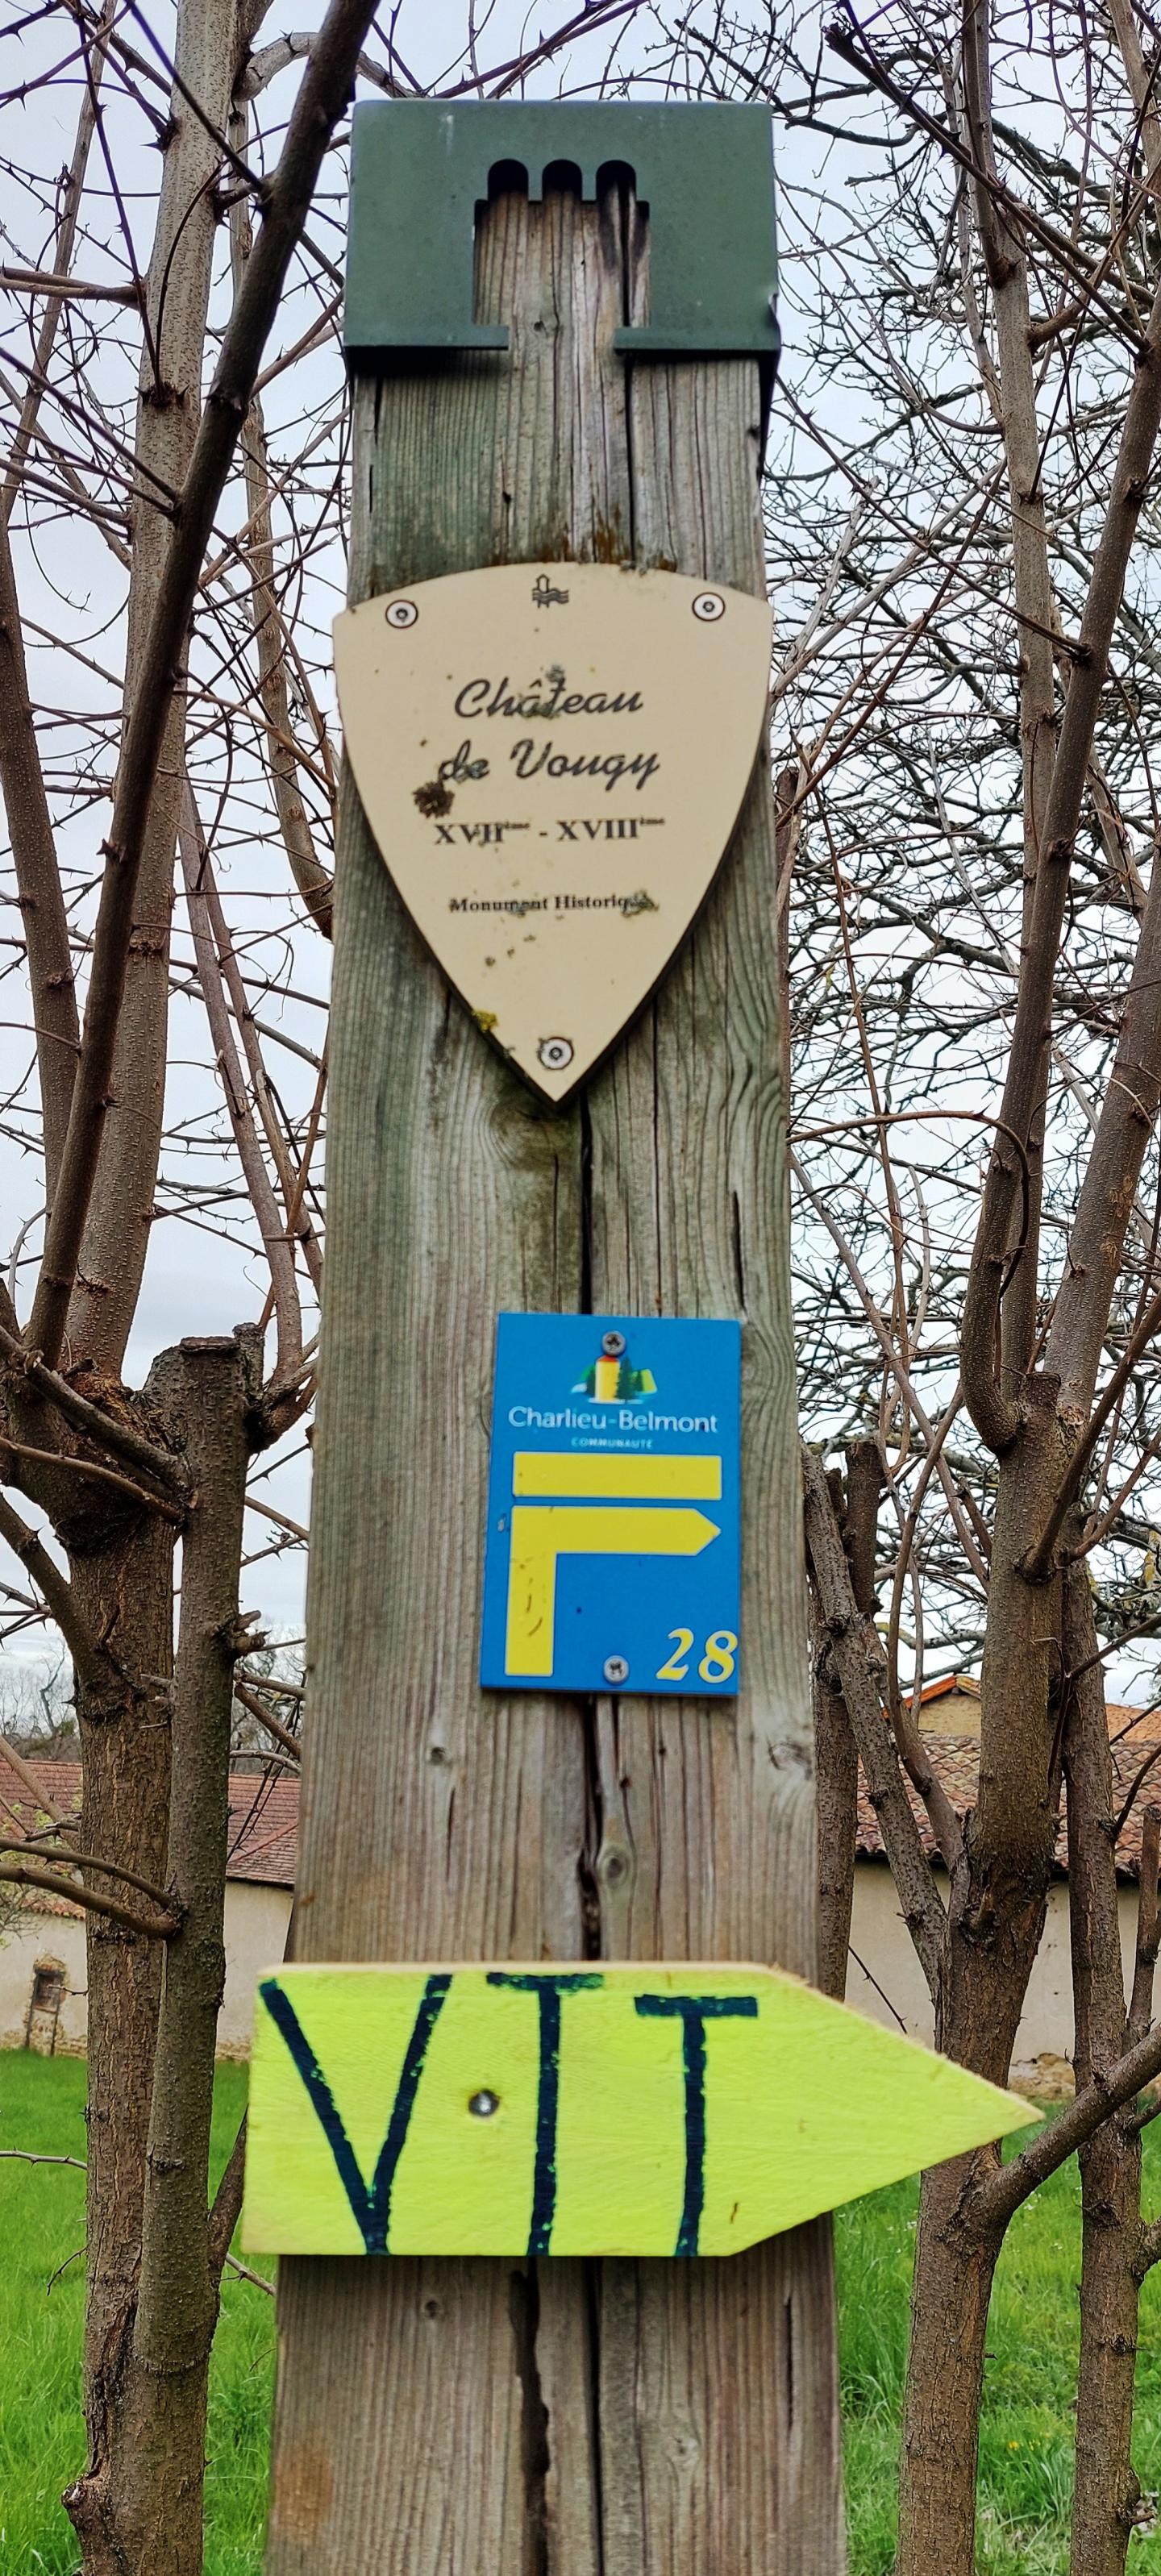 Château
de Vougy
XVIIème - XVIIIème
Monument Historique
Charlieu-Belmont
COMMUNAUTÉ
28
VTT